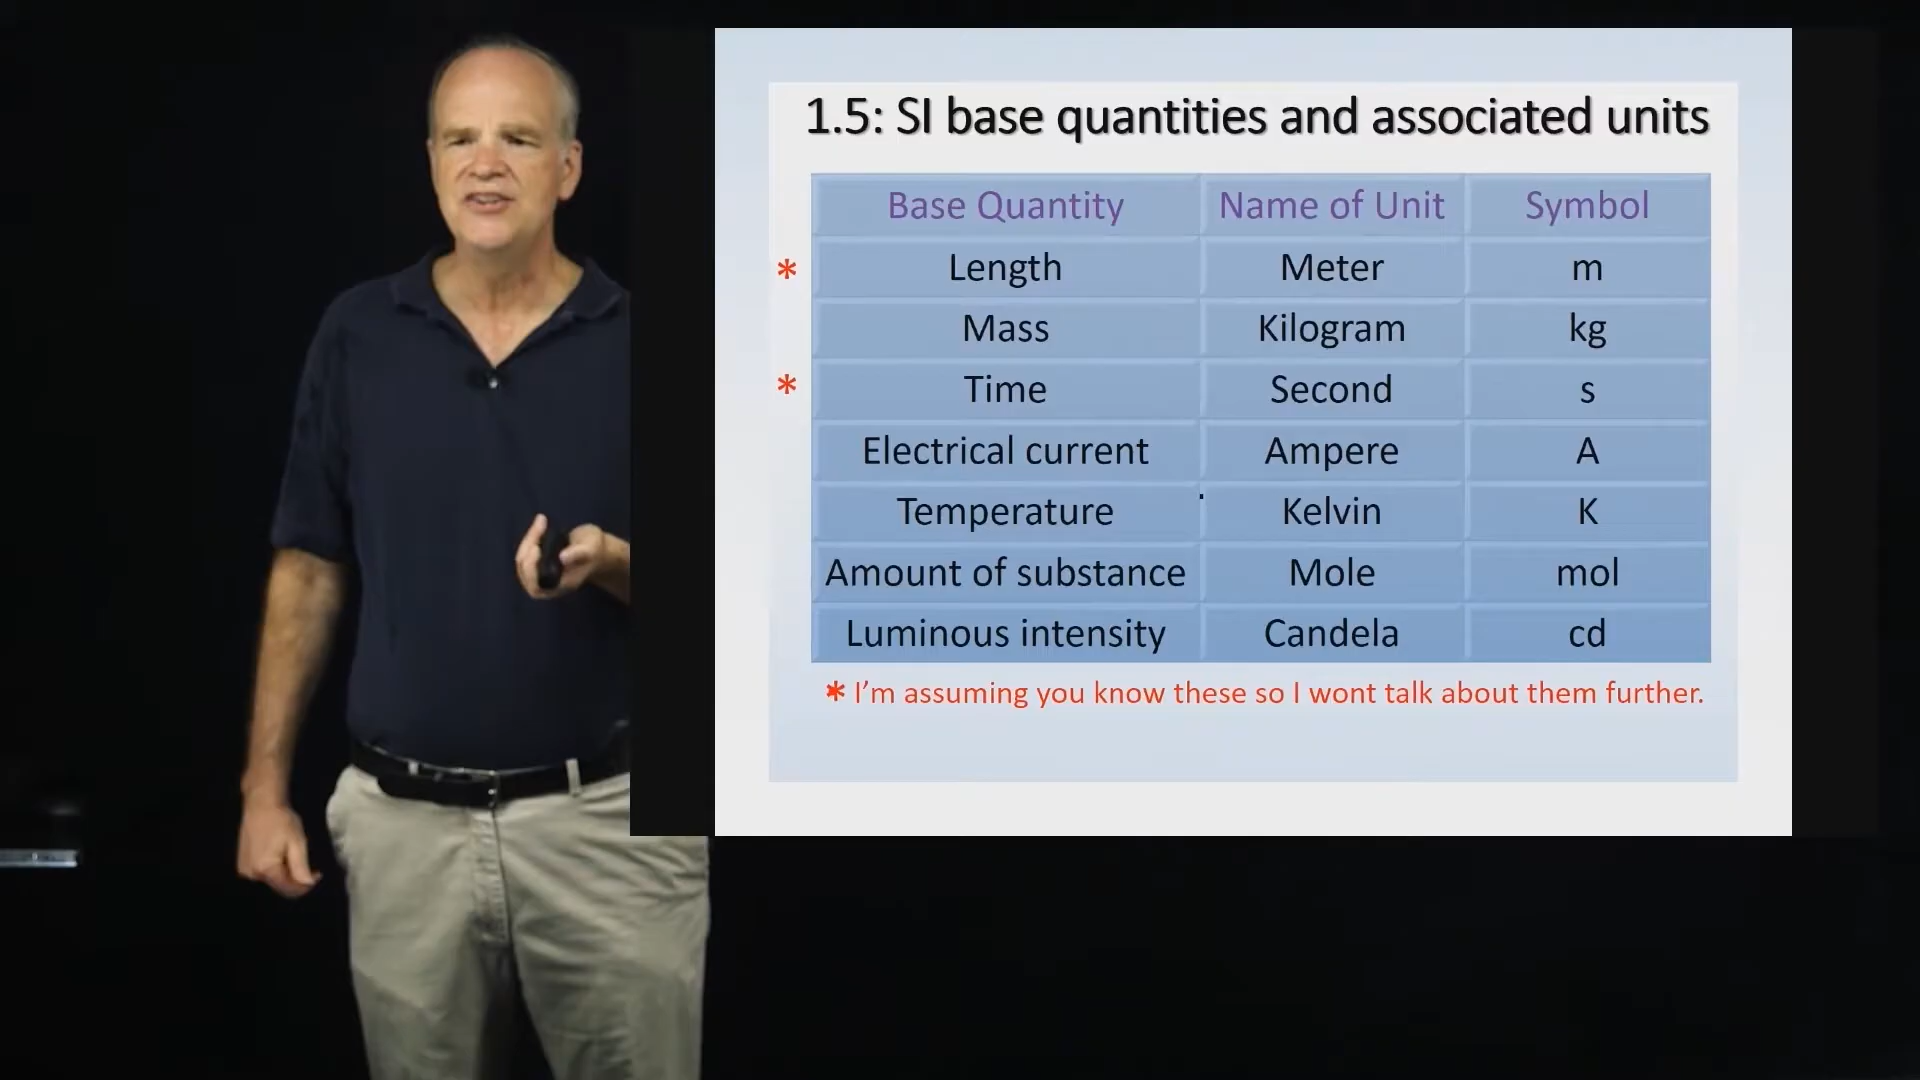 1.5: SI base quantities and associated units
Base Quantity Name of Unit Symbol
* Length Meter m
Mass Kilogram kg
* Time Second s
Electrical current Ampere A
Temperature Kelvin K
Amount of substance Mole mol
Luminous intensity Candela cd
* I’m assuming you know these so I wont talk about them further.